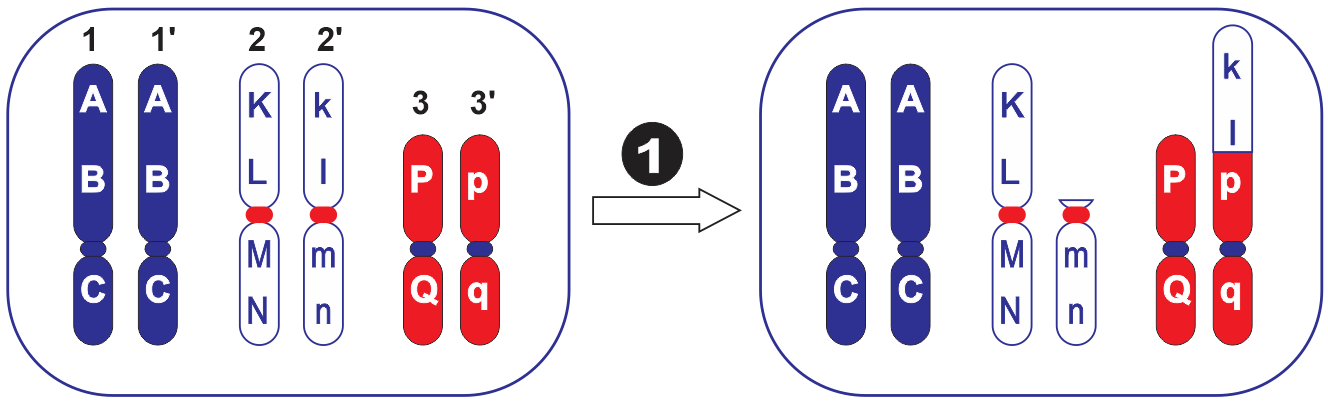 1 1' 2 2'
A A K k 3 3'
B B L l P p
M m
C C Q q
N n
1
k
A A K
l
B B L P p
M m
C C Q q
N n